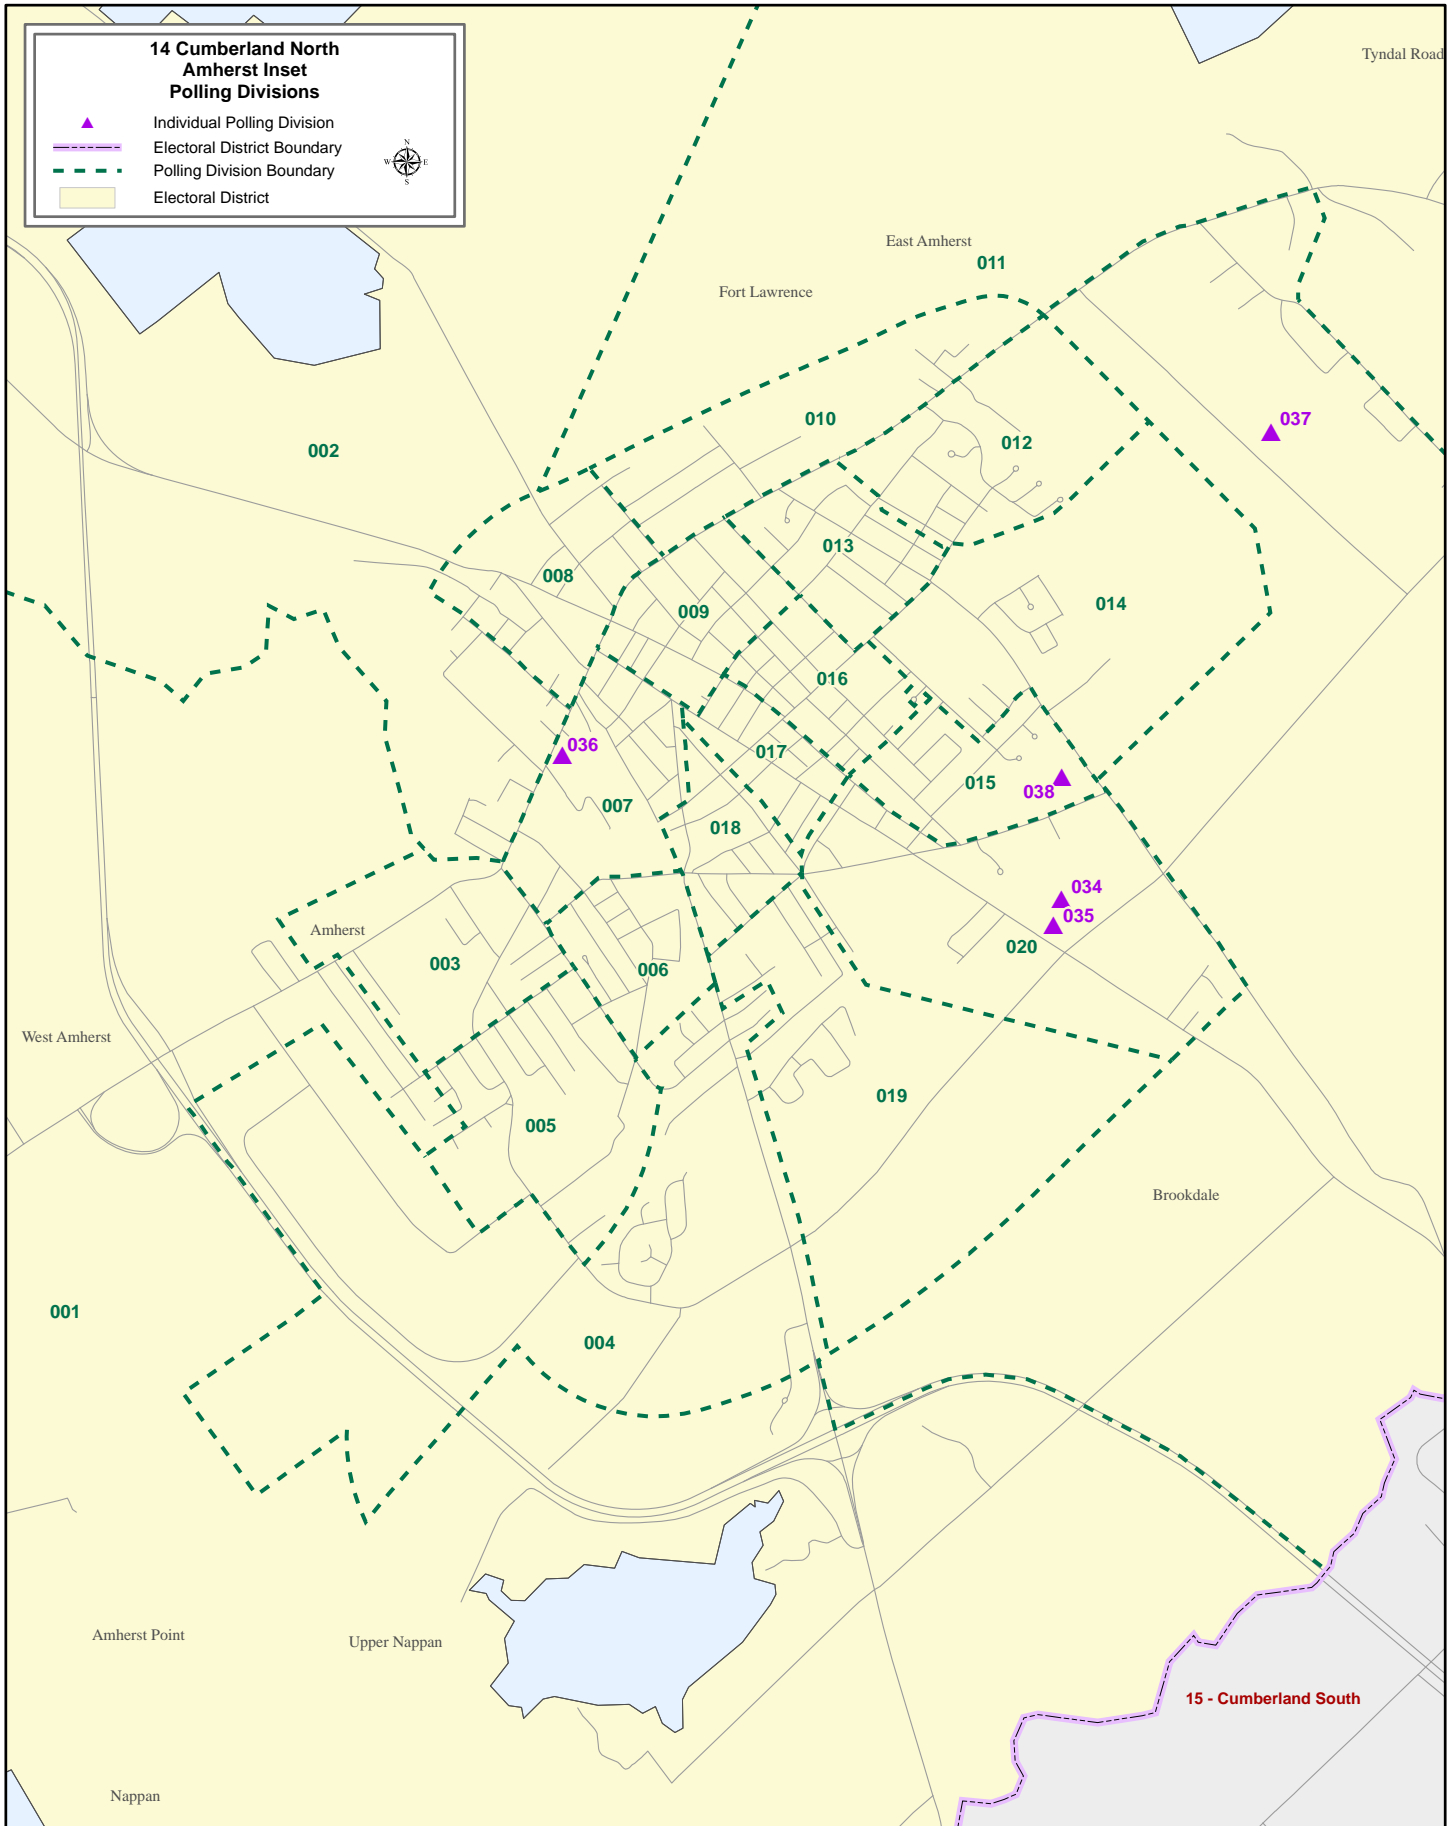 14 Cumberland North
Amherst Inset
Polling Divisions
Individual Polling Division
Electoral District Boundary
Polling Division Boundary
Electoral District
N
W E
S
Tyndal Road
East Amherst
011
Fort Lawrence
010
037
012
002
013
008
014
009
016
036
017
015
038
007
018
034
035
Amherst
020
003
006
West Amherst
019
005
Brookdale
001
004
Amherst Point
Upper Nappan
15 - Cumberland South
Nappan